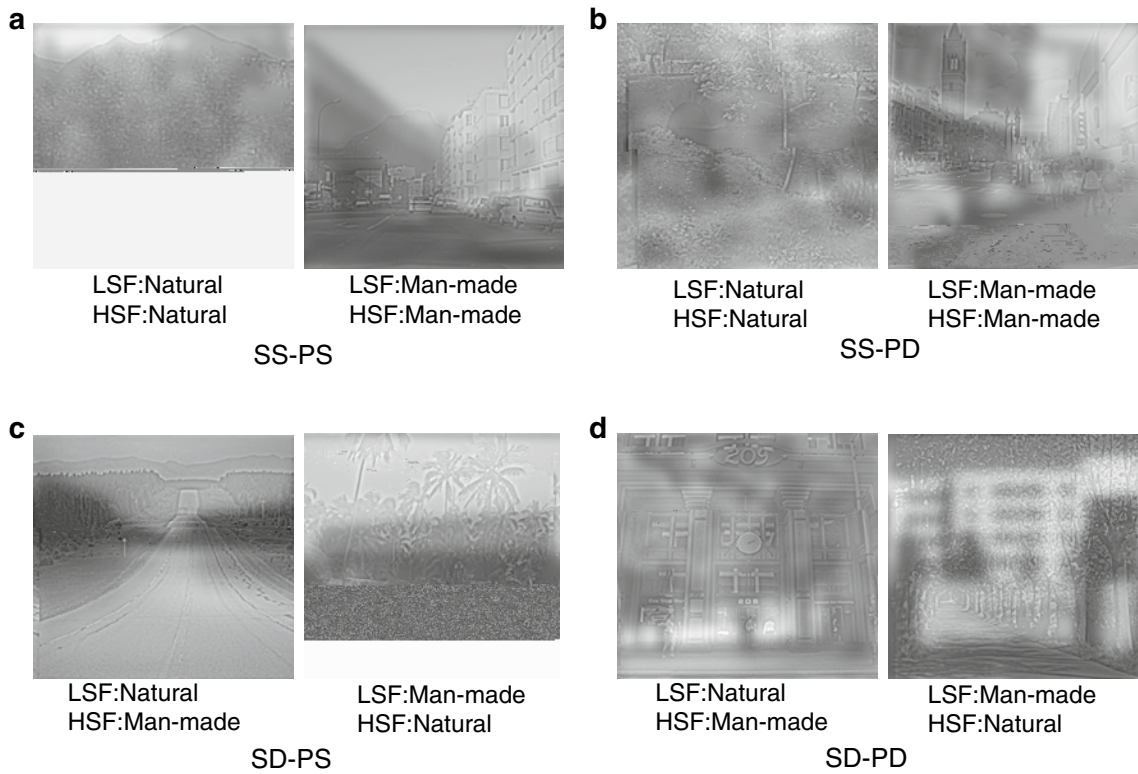 a
b
LSF:Natural
HSF:Natural
LSF:Man-made
HSF:Man-made
SS-PS
LSF:Natural
HSF:Natural
LSF:Man-made
HSF:Man-made
SS-PD
c
d
209
LSF:Natural
HSF:Man-made
LSF:Man-made
HSF:Natural
SD-PS
LSF:Natural
HSF:Man-made
LSF:Man-made
HSF:Natural
SD-PD